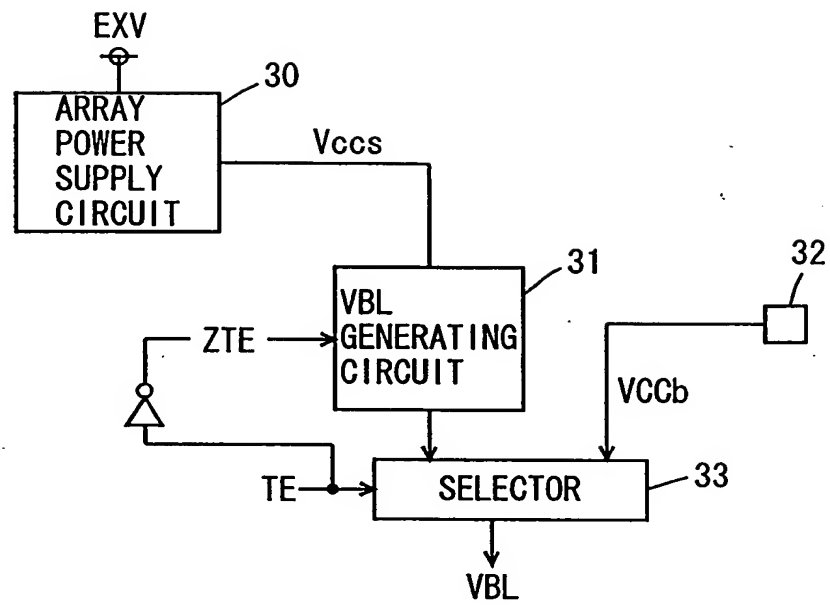 EXV
30
ARRAY
POWER
SUPPLY
CIRCUIT
Vccs
31
32
VBL
GENERATING
CIRCUIT
ZTE
VCCb
TE
SELECTOR
33
VBL